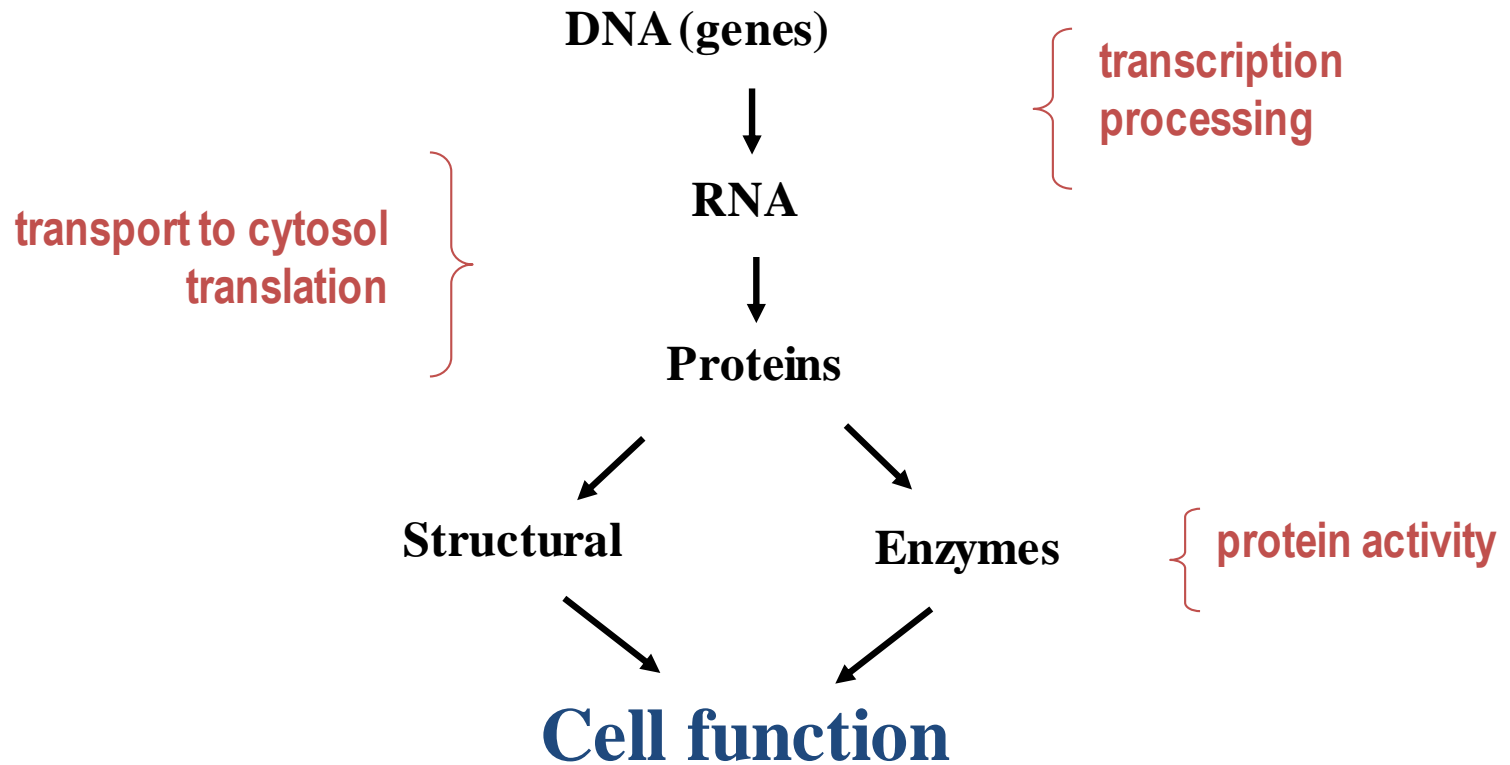 DNA (genes)
transcription
processing
RNA
transport to cytosol
translation
Proteins
Structural
Enzymes
protein activity
Cell function